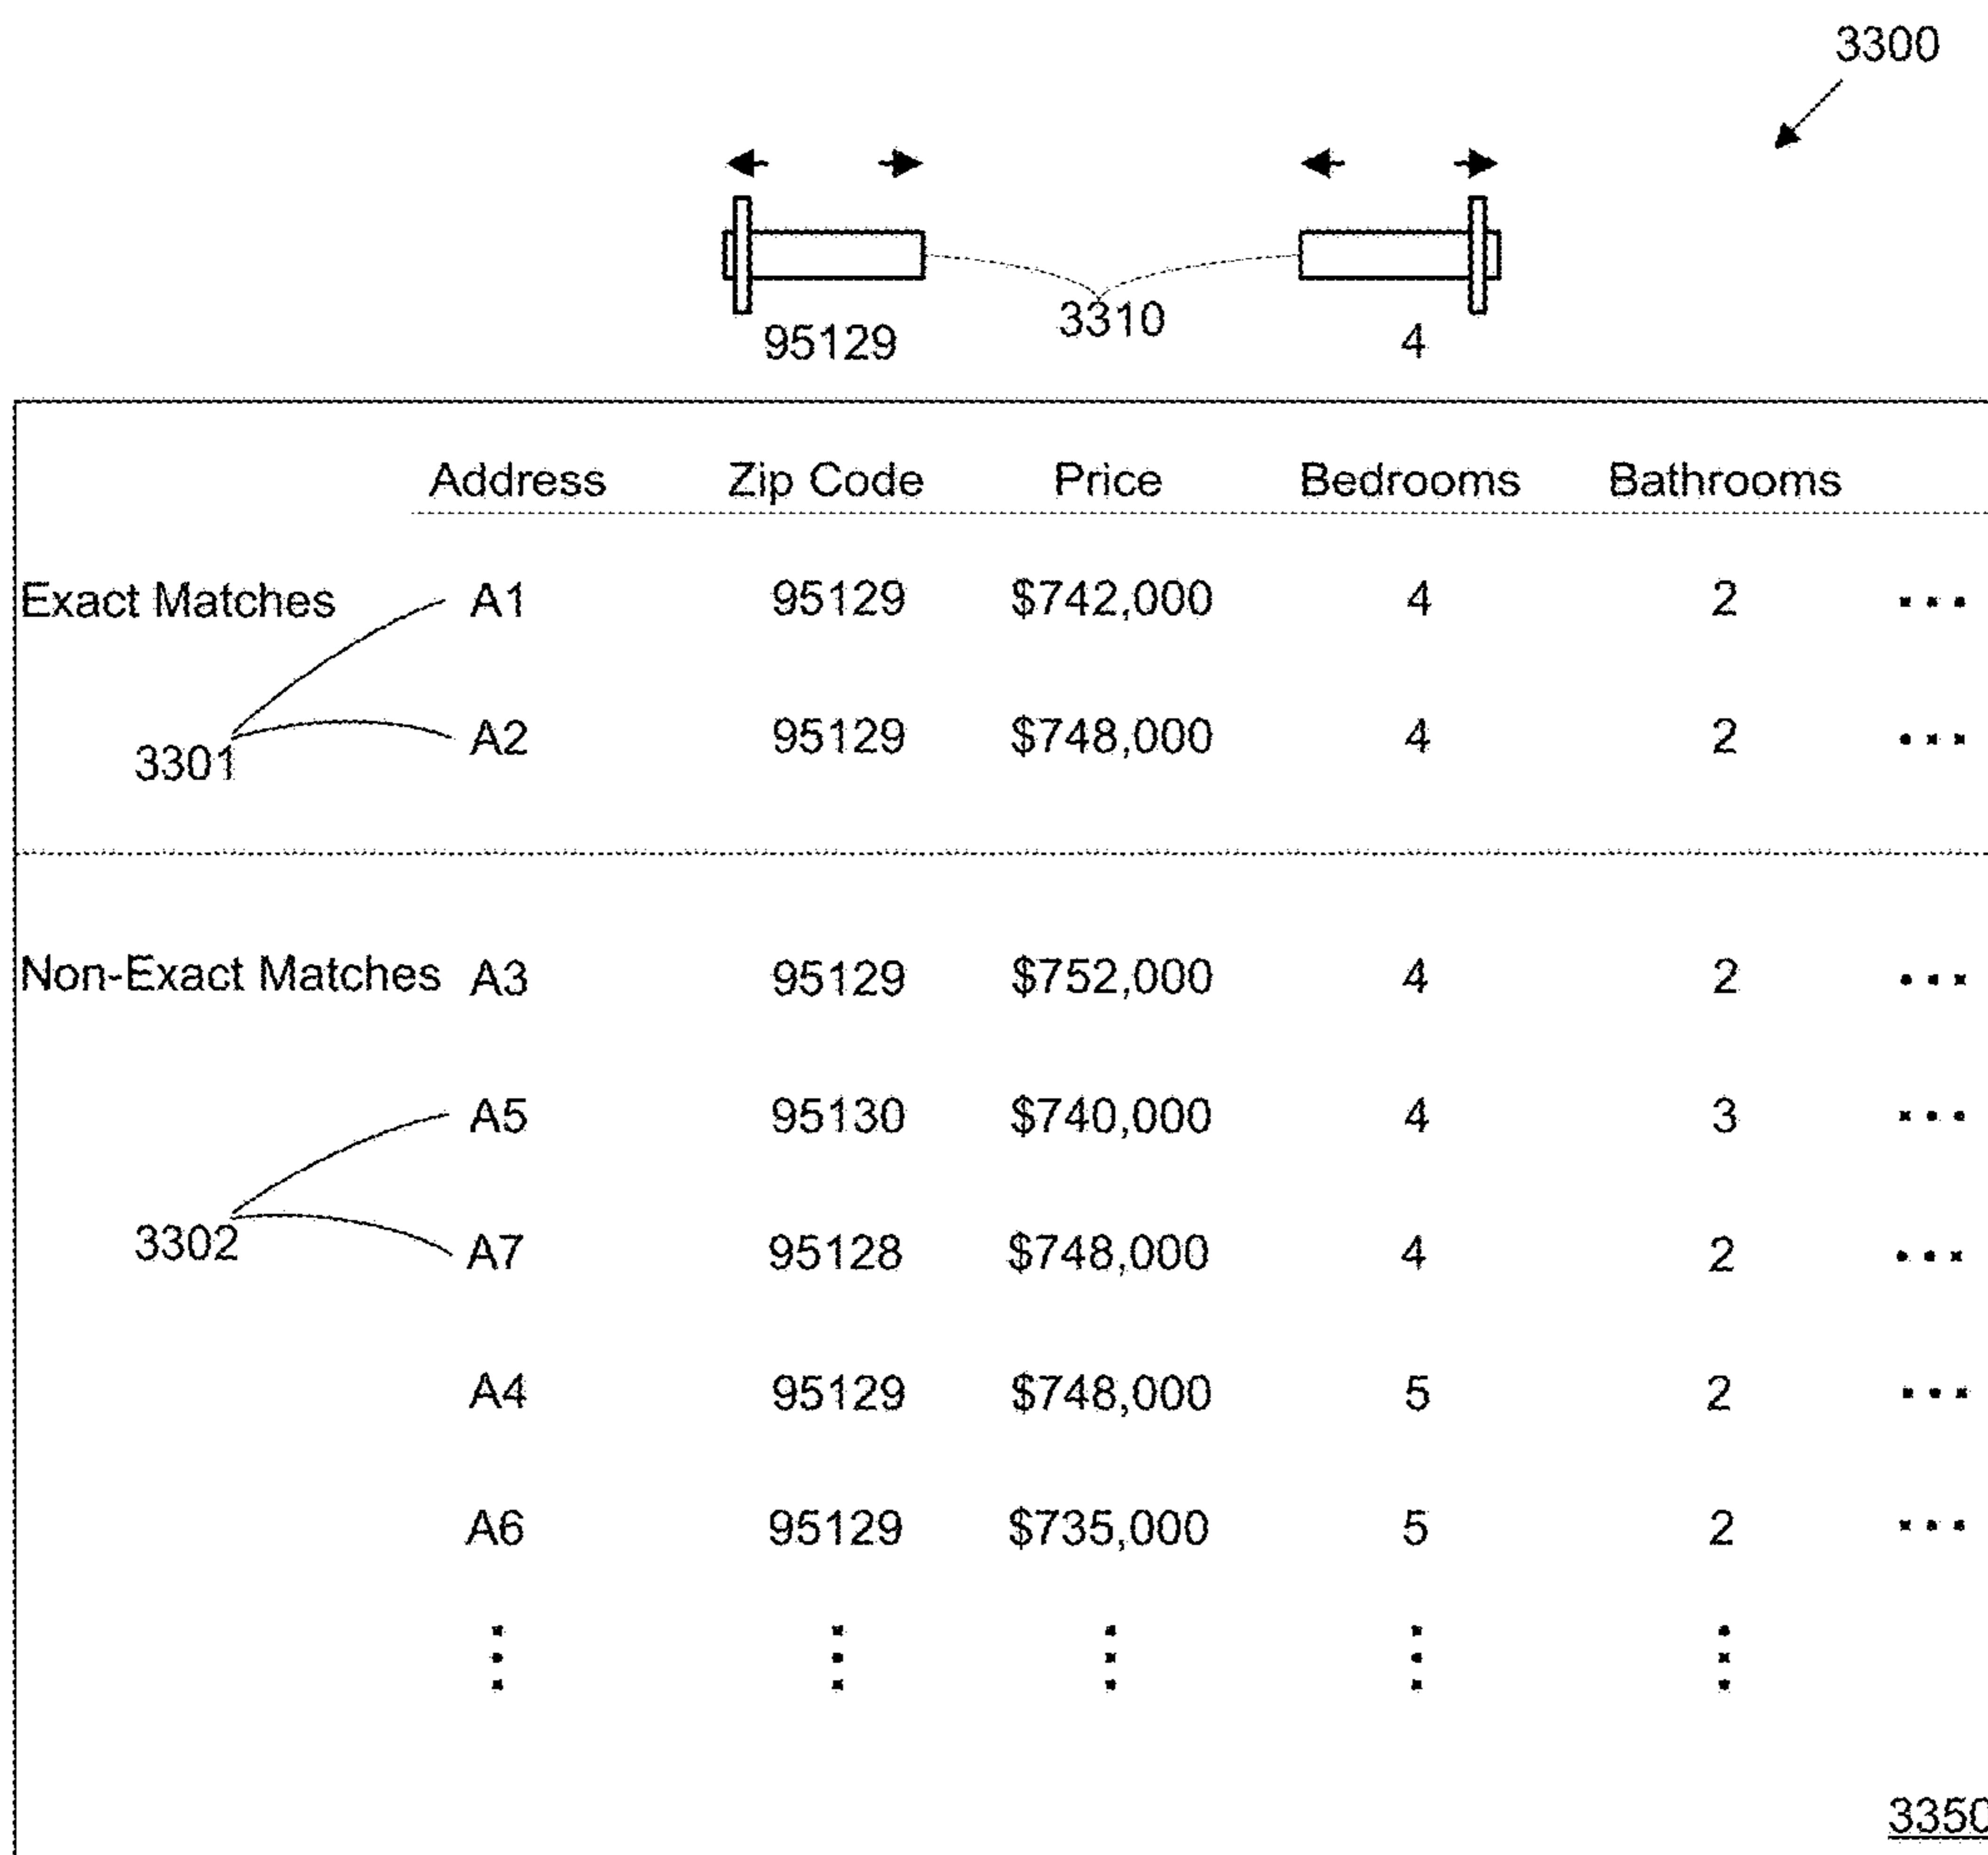 3300
3310
95129 4
Address Zip Code Price Bedrooms Bathrooms
Exact Matches A1 95129 $742,000 4 2 ...
3301 A2 95129 $748,000 4 2 ...
Non-Exact Matches A3 95129 $752,000 4 2 ...
A5 95130 $740,000 4 3 ...
3302 A7 95128 $748,000 4 2 ...
A4 95129 $748,000 5 2 ...
A6 95129 $735,000 5 2 ...
3350